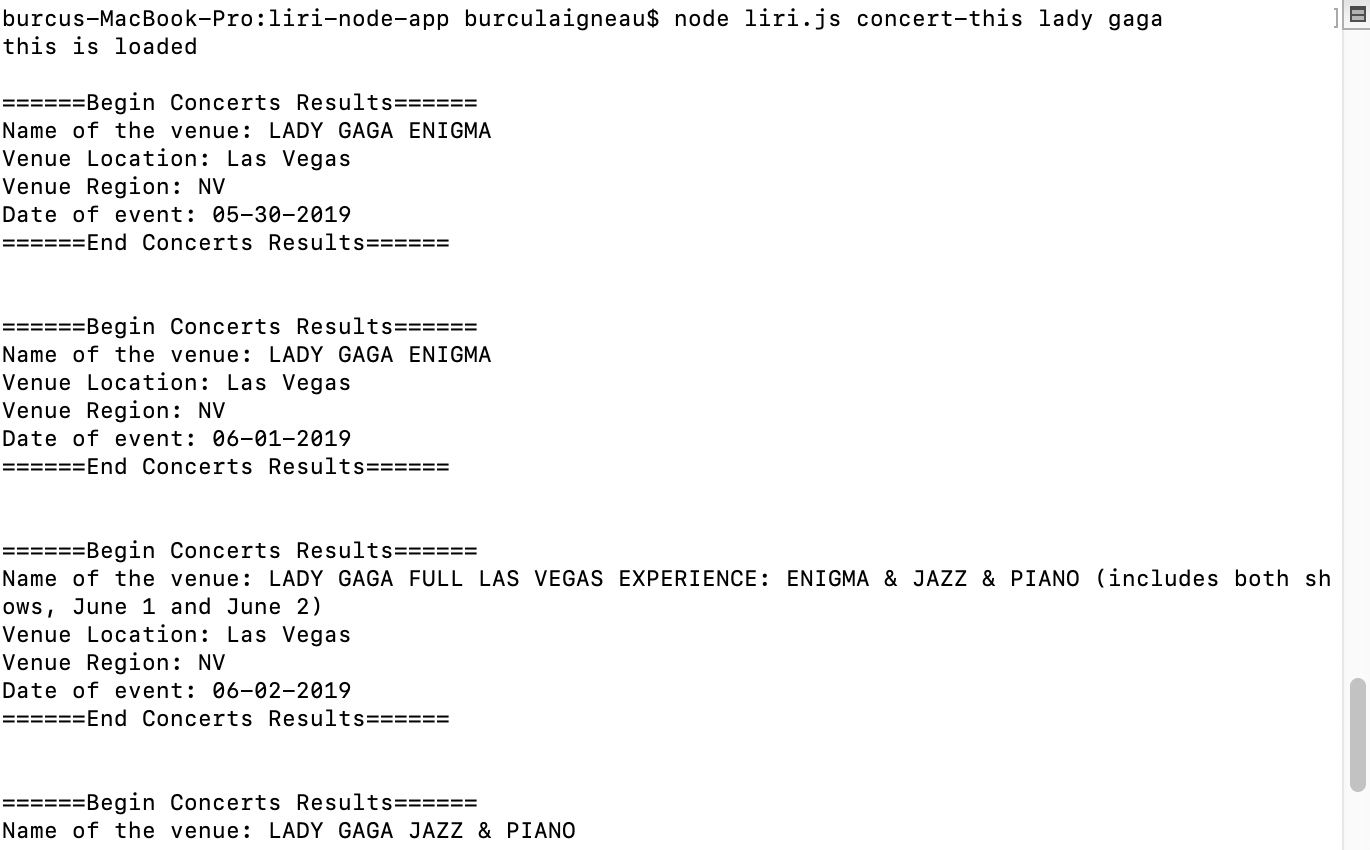 burcus-MacBook-Pro:liri-node-app burculaigneau$ node liri.js concert-this lady gaga ]
this is loaded
======Begin Concerts Results======
Name of the venue: LADY GAGA ENIGMA
Venue Location: Las Vegas
Venue Region: NV
Date of event: 05-30-2019
======End Concerts Results======
======Begin Concerts Results======
Name of the venue: LADY GAGA ENIGMA
Venue Location: Las Vegas
Venue Region: NV
Date of event: 06-01-2019
======End Concerts Results======
======Begin Concerts Results======
Name of the venue: LADY GAGA FULL LAS VEGAS EXPERIENCE: ENIGMA & JAZZ & PIANO (includes both sh
ows, June 1 and June 2)
Venue Location: Las Vegas
Venue Region: NV
Date of event: 06-02-2019
======End Concerts Results======
======Begin Concerts Results======
Name of the venue: LADY GAGA JAZZ & PIANO